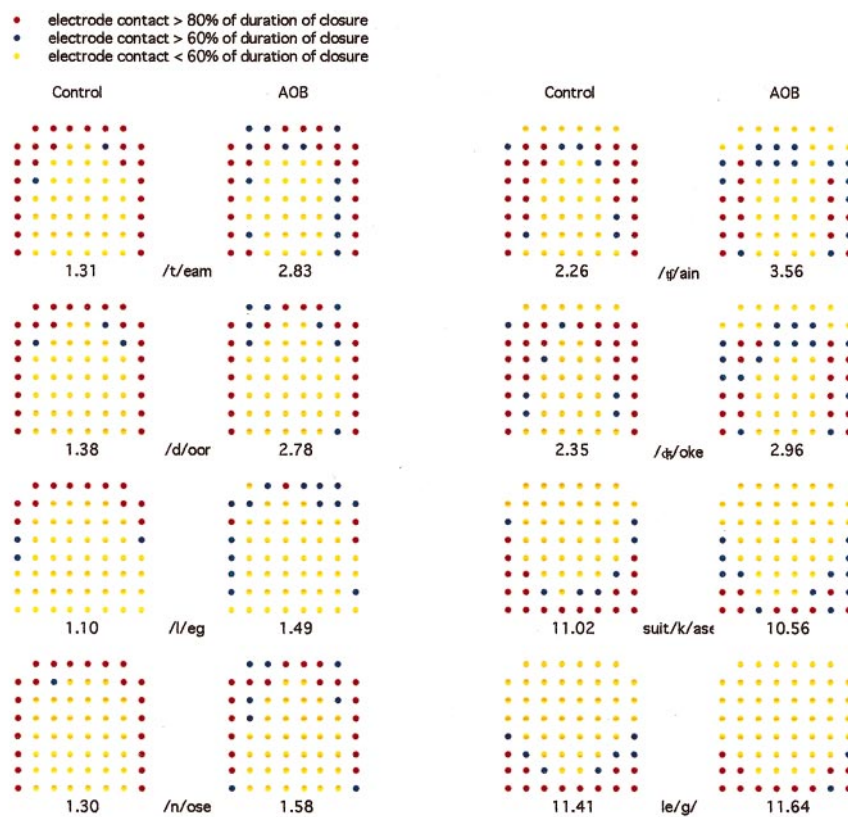 electrode contact > 80% of duration of closure
electrode contact > 60% of duration of closure
electrode contact < 60% of duration of closure
Control AOB Control AOB
1.31 /t/eam 2.83 2.26 /tʃ/ain 3.56
1.38 /d/oor 2.78 2.35 /dʒ/oke 2.96
1.10 /l/eg 1.49 11.02 suit/k/ase 10.56
1.30 /n/ose 1.58 11.41 le/g/ 11.64